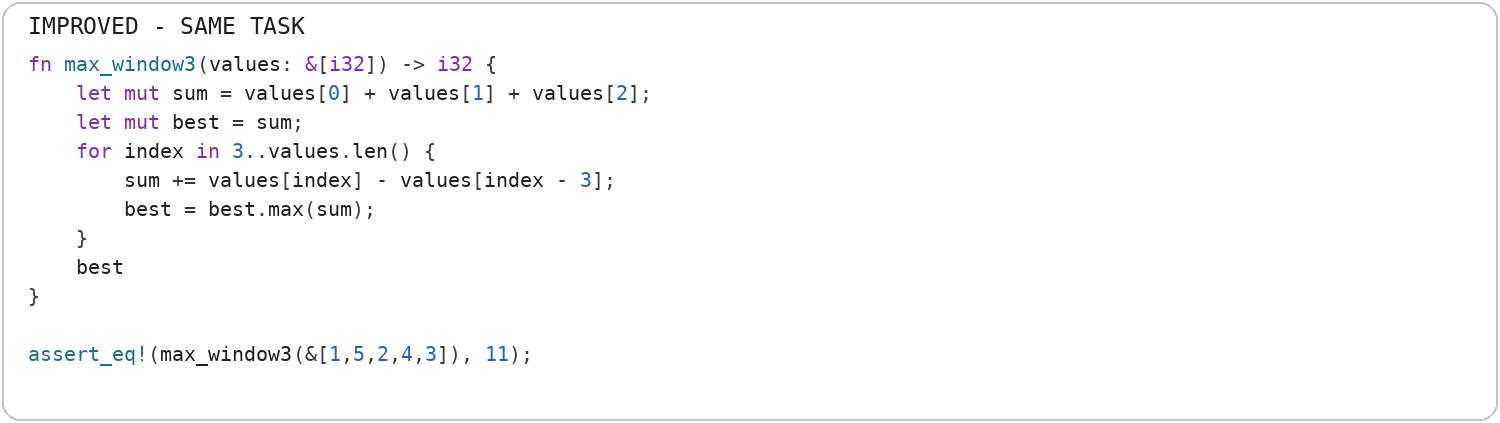 IMPROVED - SAME TASK
fn max_window3(values: &[i32]) -> i32 {
    let mut sum = values[0] + values[1] + values[2];
    let mut best = sum;
    for index in 3..values.len() {
        sum += values[index] - values[index - 3];
        best = best.max(sum);
    }
    best
}

assert_eq!(max_window3(&[1,5,2,4,3]), 11);